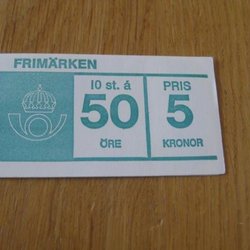 FRIMÄRKEN
10 st. á
50
ÖRE
PRIS
5
KRONOR